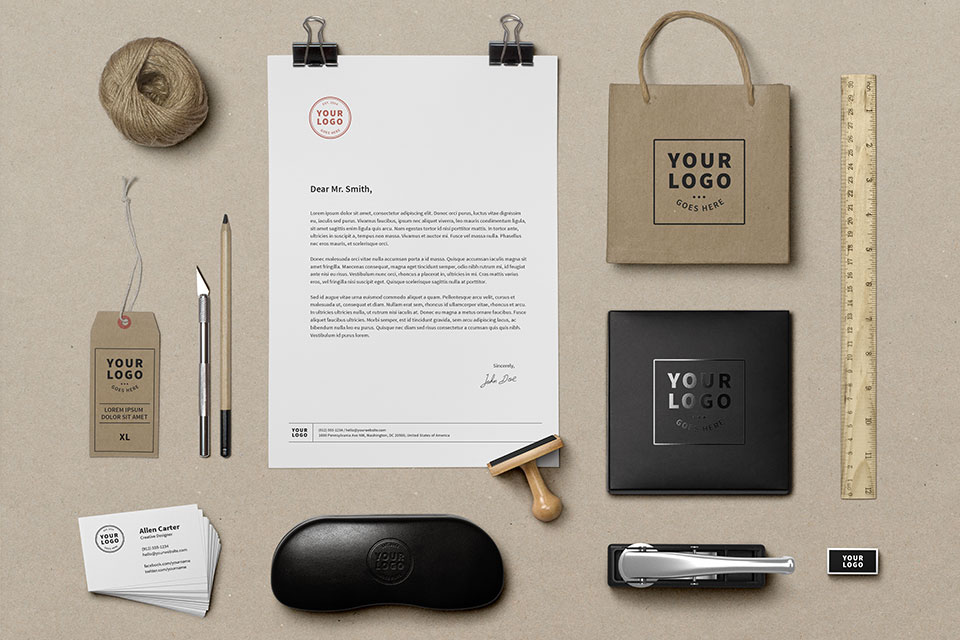 EST. 2014
YOUR
LOGO
GOES HERE
Dear Mr. Smith,
Lorem ipsum dolor sit amet, consectetur adipiscing elit. Donec orci purus, luctus vitae dignissim
eu, iaculis sed purus. Vivamus faucibus, ipsum nec aliquet viverra, leo mauris condimentum ligula,
sit amet sagittis enim ligula quis arcu. Nam egestas tortor id nisi porttitor mattis. In tortor ante,
ultricies in suscipit a, tempus non massa. Vivamus et auctor mi. Fusce vel massa nulla. Phasellus
nec eros mauris, et scelerisque orci.
Donec malesuada orci vitae nulla accumsan porta a id massa. Quisque accumsan iaculis magna sit
amet fringilla. Maecenas consequat, magna eget tincidunt semper, odio nibh rutrum mi, id feugiat
ante nisi eu risus. Vestibulum orci, rhoncus a placerat in, ultricies in mi. Cras mattis varius
eros, vel fringilla nisi suscipit eget. Quisque scelerisque sagittis nulla at porttitor.
Sed id augue vitae urna euismod commodo aliquet a quam. Pellentesque arcu velit, cursus et
malesuada ut, consequat et diam. Nullam erat sem, rhoncus id ullamcorper vitae, rhoncus et arcu.
In ultricies ultricies nulla, ut rutrum nisi iaculis at. Donec eu magna a metus ornare faucibus. Fusce
aliquet faucibus ultricies. Morbi semper, est id tincidunt gravida, sem arcu adipiscing lacus, ac
bibendum nulla leo eu purus. Quisque nec diam sed risus consectetur a ccumsan quis quis nibh.
Vestibulum id purus lorem.
Sincerely,
John Doe
YOUR
LOGO
(012) 555-1234 / hello@yourwebsite.com
1600 Pennsylvania Ave NW, Washington, DC 20500, United States of America
YOUR
LOGO
GOES HERE
YOUR
LOGO
GOES HERE
LOREM IPSUM
DOLOR SIT AMET
XL
YOUR
LOGO
GOES HERE
YOUR
LOGO
Allen Carter
Creative Designer
(012) 555-1234
hello@yourwebsite.com
facebook.com/yourname
twitter.com/yourname
YOUR
LOGO
YOUR
LOGO